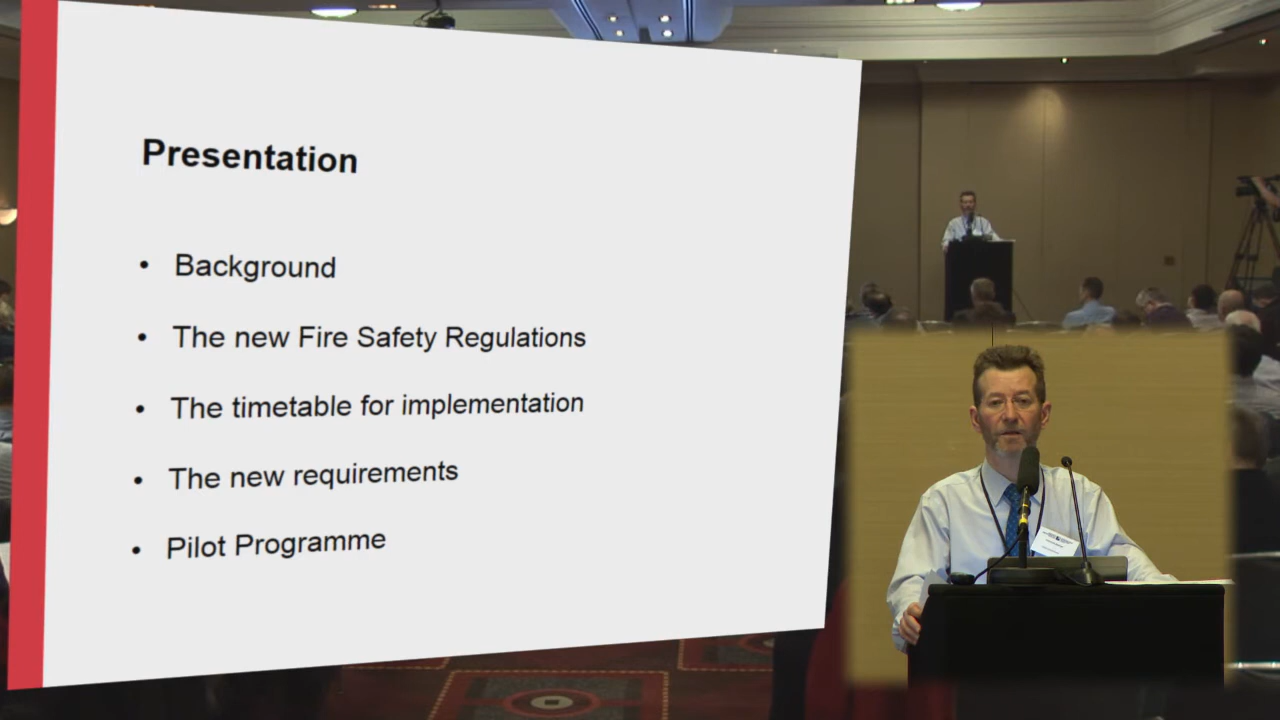 Presentation
• Background
• The new Fire Safety Regulations
• The timetable for implementation
• The new requirements
• Pilot Programme